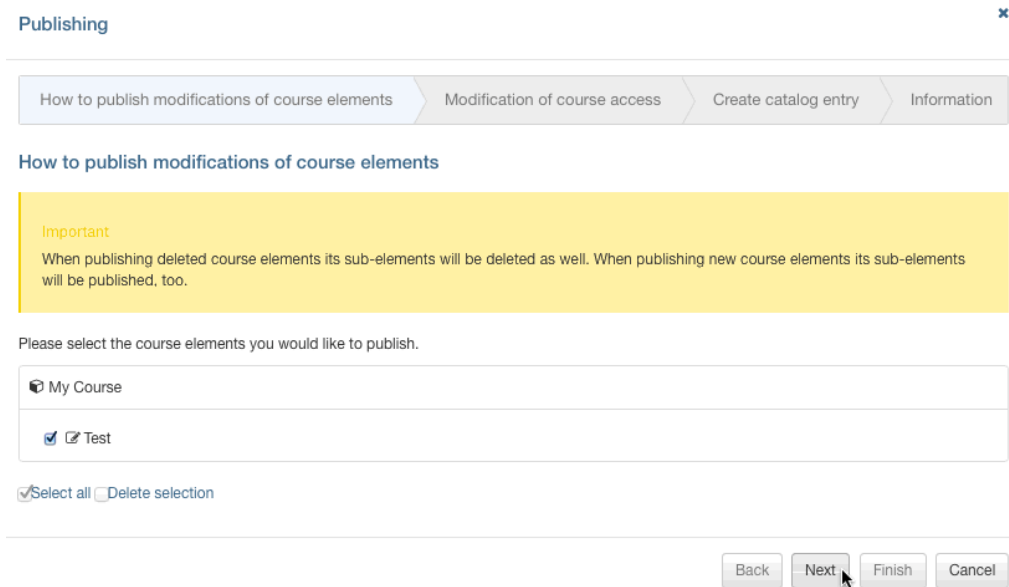 Publishing
How to publish modifications of course elements
Modification of course access
Create catalog entry
Information
How to publish modifications of course elements
Important
When publishing deleted course elements its sub-elements will be deleted as well. When publishing new course elements its sub-elements
will be published, too.
Please select the course elements you would like to publish.
My Course
Test
Select all Delete selection
Back Next Finish Cancel